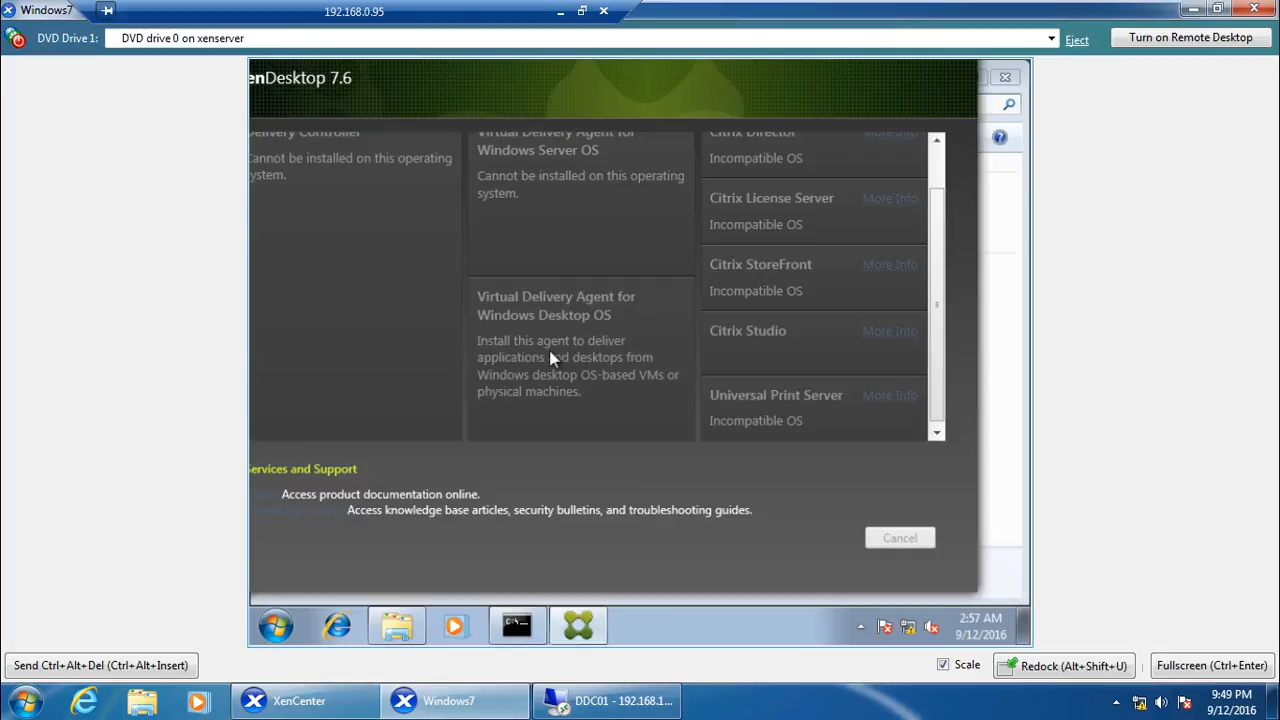 Windows7
192.168.0.95
DVD Drive 1:
DVD drive 0 on xenserver
Eject
Turn on Remote Desktop
enDesktop 7.6
Delivery Controller
Cannot be installed on this operating
system.
Virtual Delivery Agent for
Windows Server OS
Cannot be installed on this operating
system.
Virtual Delivery Agent for
Windows Desktop OS
Install this agent to deliver
applications and desktops from
Windows desktop OS-based VMs or
physical machines.
Citrix Director More Info
Incompatible OS
Citrix License Server More Info
Incompatible OS
Citrix StoreFront More Info
Incompatible OS
Citrix Studio More Info
Universal Print Server More Info
Incompatible OS
Services and Support
Access product documentation online.
Access knowledge base articles, security bulletins, and troubleshooting guides.
Cancel
2:57 AM
9/12/2016
Send Ctrl+Alt+Del (Ctrl+Alt+Insert)
Scale
Redock (Alt+Shift+U)
Fullscreen (Ctrl+Enter)
XenCenter
Windows7
DDC01 - 192.168.1...
9:49 PM
9/12/2016